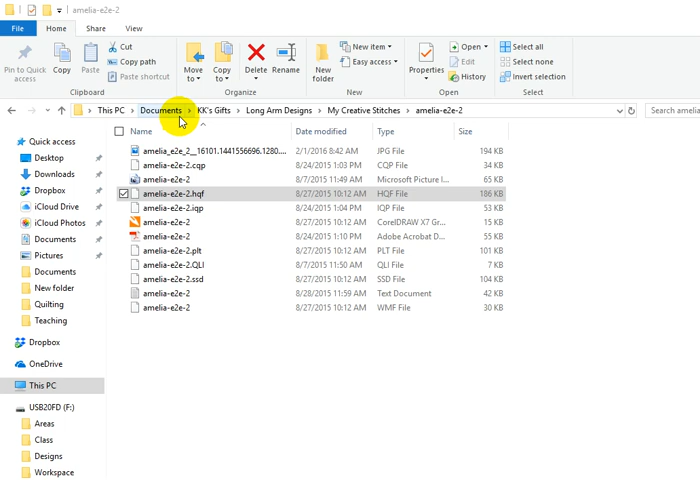 amelia-e2e-2
File Home Share View
Pin to Quick access
Copy
Paste
Cut
Copy path
Paste shortcut
Move to
Copy to
Delete
Rename
New folder
New item
Easy access
Properties
Open
Edit
History
Select all
Select none
Invert selection
Clipboard Organize New Open Select
This PC Documents KK's Gifts Long Arm Designs My Creative Stitches amelia-e2e-2 Search amelia
Name Date modified Type Size
amelia_e2e_2__16101.1441556696.1280.... 2/1/2016 8:42 AM JPG File 194 KB
amelia-e2e-2.cqp 8/24/2015 1:03 PM CQP File 34 KB
amelia-e2e-2 8/7/2015 11:49 AM Microsoft Picture I... 65 KB
amelia-e2e-2.hqf 8/27/2015 10:12 AM HQF File 186 KB
amelia-e2e-2.iqp 8/24/2015 1:04 PM IQP File 53 KB
amelia-e2e-2 8/27/2015 10:12 AM CorelDRAW X7 Gr... 15 KB
amelia-e2e-2 8/24/2015 1:10 PM Adobe Acrobat D... 55 KB
amelia-e2e-2.plt 8/27/2015 10:12 AM PLT File 101 KB
amelia-e2e-2.QLI 8/7/2015 11:50 AM QLI File 7 KB
amelia-e2e-2.ssd 8/27/2015 10:12 AM SSD File 104 KB
amelia-e2e-2 8/28/2015 11:59 AM Text Document 42 KB
amelia-e2e-2 8/27/2015 10:12 AM WMF File 30 KB
Quick access
Desktop
Downloads
Dropbox
iCloud Drive
iCloud Photos
Documents
Pictures
Documents
New folder
Quilting
Teaching
Dropbox
OneDrive
This PC
USB20FD (F:)
Areas
Class
Designs
Workspace